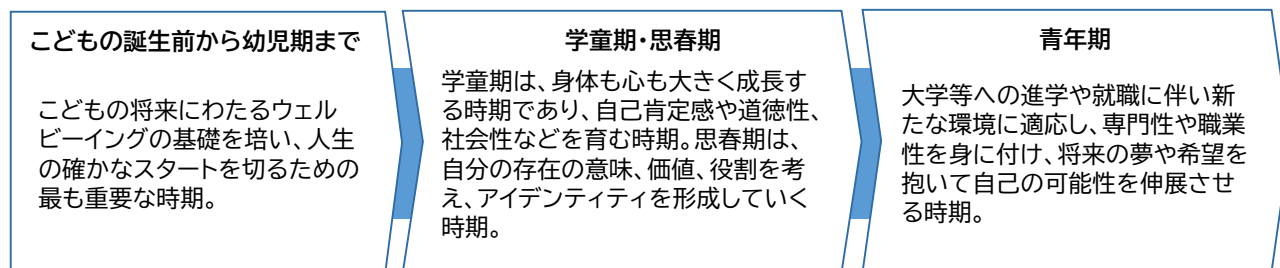 こどもの誕生前から幼児期まで
こどもの将来にわたるウェル
ビーイングの基礎を培い、人生
の確かなスタートを切るための
最も重要な時期。
学童期・思春期
学童期は、身体も心も大きく成長す
る時期であり、自己肯定感や道徳性、
社会性などを育む時期。思春期は、
自分の存在の意味、価値、役割を考
え、アイデンティティを形成していく
時期。
青年期
大学等への進学や就職に伴い新
たな環境に適応し、専門性や職業
性を身に付け、将来の夢や希望を
抱いて自己の可能性を伸展させ
る時期。